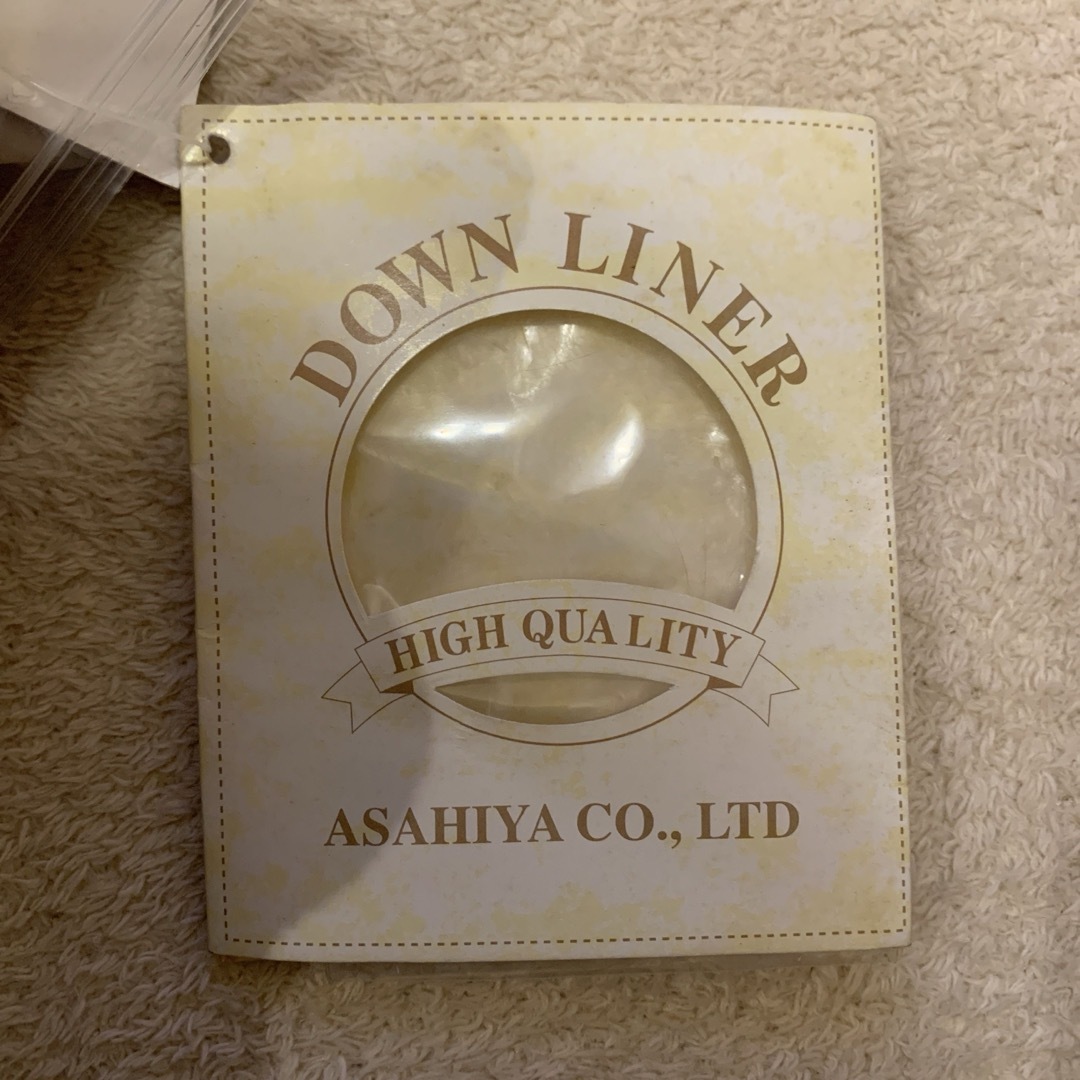 DOWN LINER
HIGH QUALITY
ASAHIYA CO., LTD